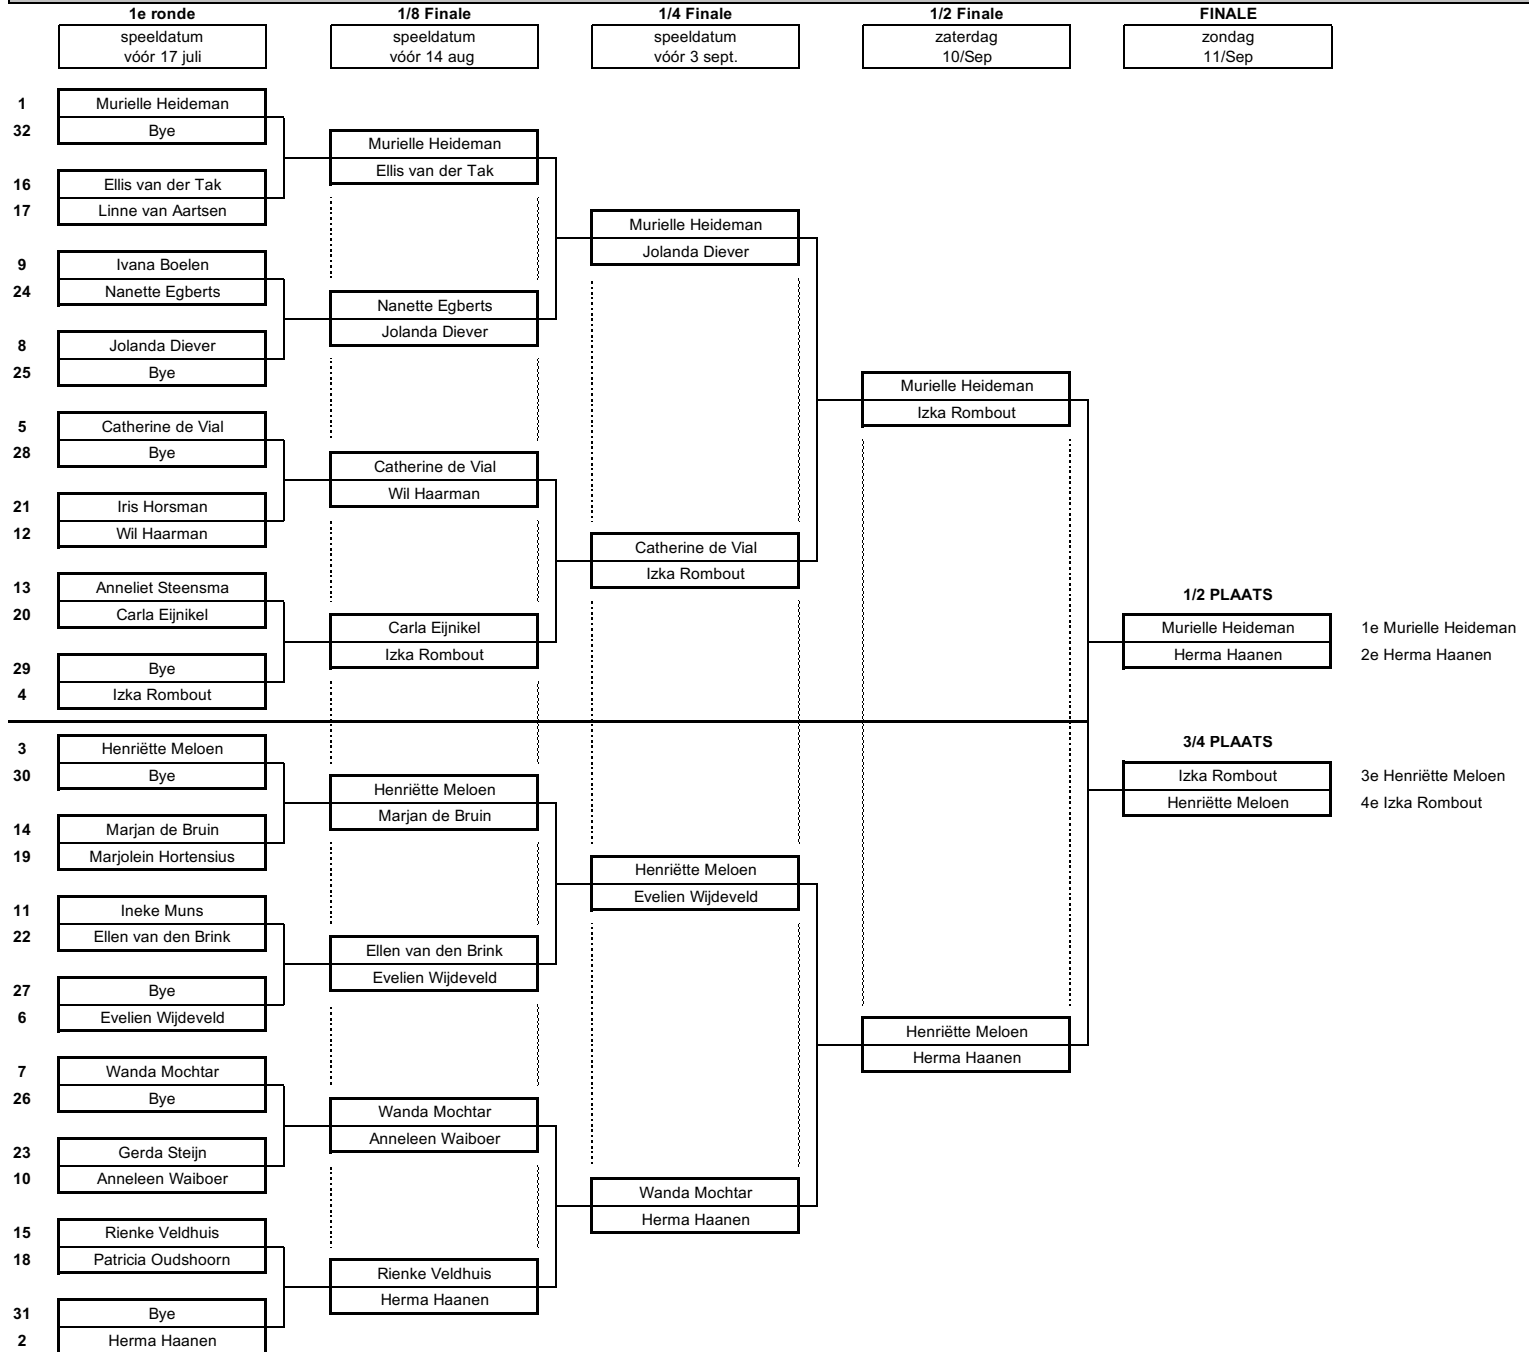 1e ronde
speeldatum
vóór 17 juli
1/8 Finale
speeldatum
vóór 14 aug
1/4 Finale
speeldatum
vóór 3 sept.
1/2 Finale
zaterdag
10/Sep
FINALE
zondag
11/Sep
1 Murielle Heideman
32 Bye
16 Ellis van der Tak
17 Linne van Aartsen
9 Ivana Boelen
24 Nanette Egberts
8 Jolanda Diever
25 Bye
5 Catherine de Vial
28 Bye
21 Iris Horsman
12 Wil Haarman
13 Anneliet Steensma
20 Carla Eijnikel
29 Bye
4 Izka Rombout
3 Henriëtte Meloen
30 Bye
14 Marjan de Bruin
19 Marjolein Hortensius
11 Ineke Muns
22 Ellen van den Brink
27 Bye
6 Evelien Wijdeveld
7 Wanda Mochtar
26 Bye
23 Gerda Steijn
10 Anneleen Waiboer
15 Rienke Veldhuis
18 Patricia Oudshoorn
31 Bye
2 Herma Haanen
Murielle Heideman
Ellis van der Tak
Nanette Egberts
Jolanda Diever
Catherine de Vial
Wil Haarman
Carla Eijnikel
Izka Rombout
Henriëtte Meloen
Marjan de Bruin
Ellen van den Brink
Evelien Wijdeveld
Wanda Mochtar
Anneleen Waiboer
Rienke Veldhuis
Herma Haanen
Murielle Heideman
Jolanda Diever
Catherine de Vial
Izka Rombout
Henriëtte Meloen
Evelien Wijdeveld
Wanda Mochtar
Herma Haanen
Murielle Heideman
Izka Rombout
Henriëtte Meloen
Herma Haanen
1/2 PLAATS
Murielle Heideman 1e Murielle Heideman
Herma Haanen 2e Herma Haanen
3/4 PLAATS
Izka Rombout 3e Henriëtte Meloen
Henriëtte Meloen 4e Izka Rombout